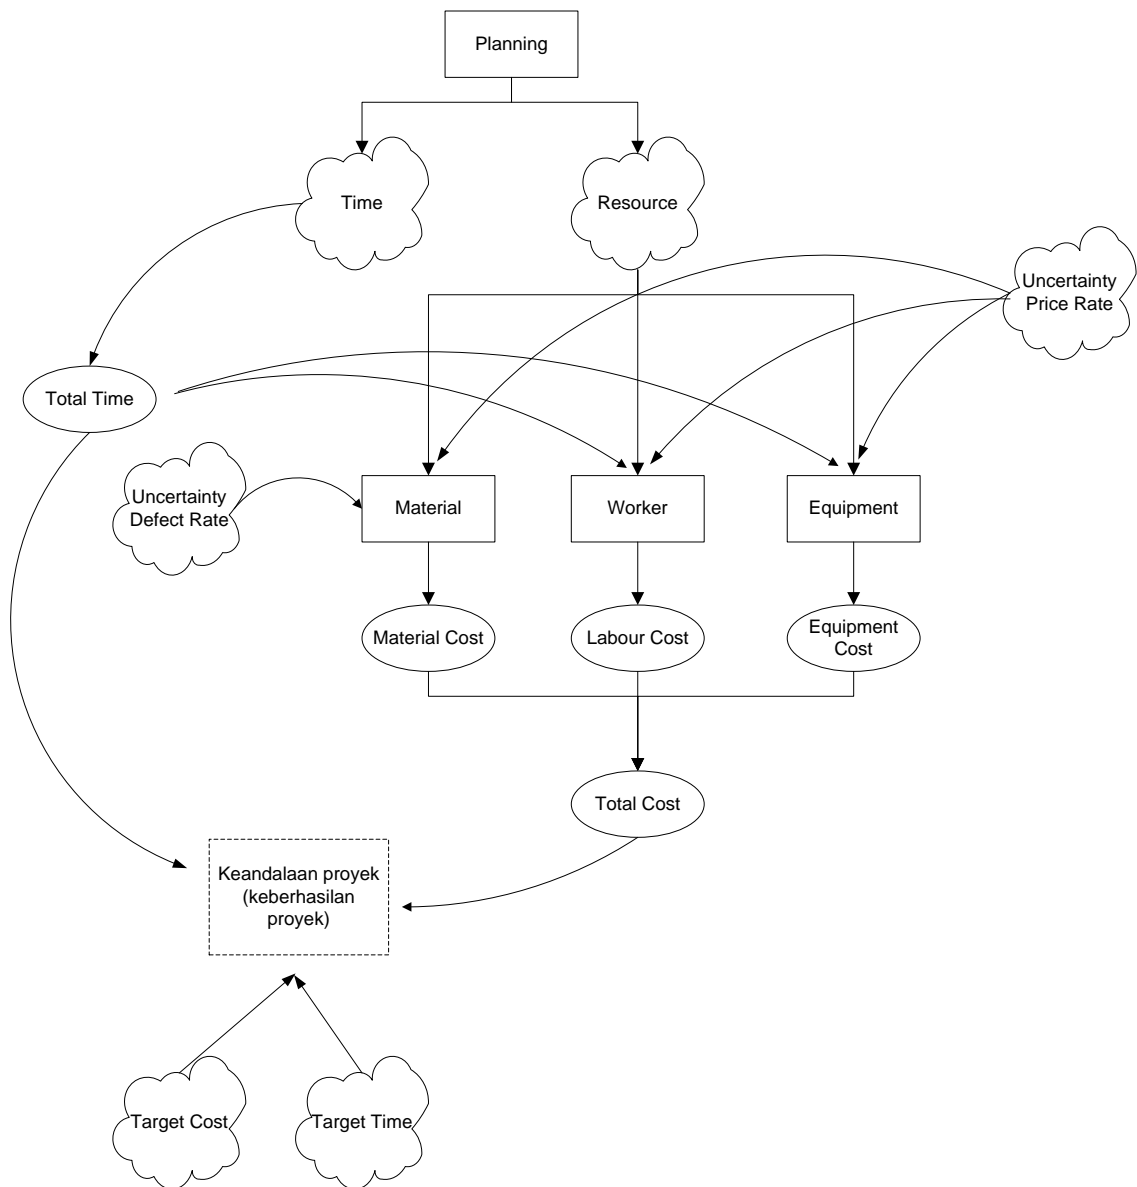 Planning
Time
Resource
Uncertainty
Price Rate
Total Time
Uncertainty
Defect Rate
Material
Worker
Equipment
Material Cost
Labour Cost
Equipment
Cost
Total Cost
Keandalaan proyek
(keberhasilan
proyek)
Target Cost
Target Time